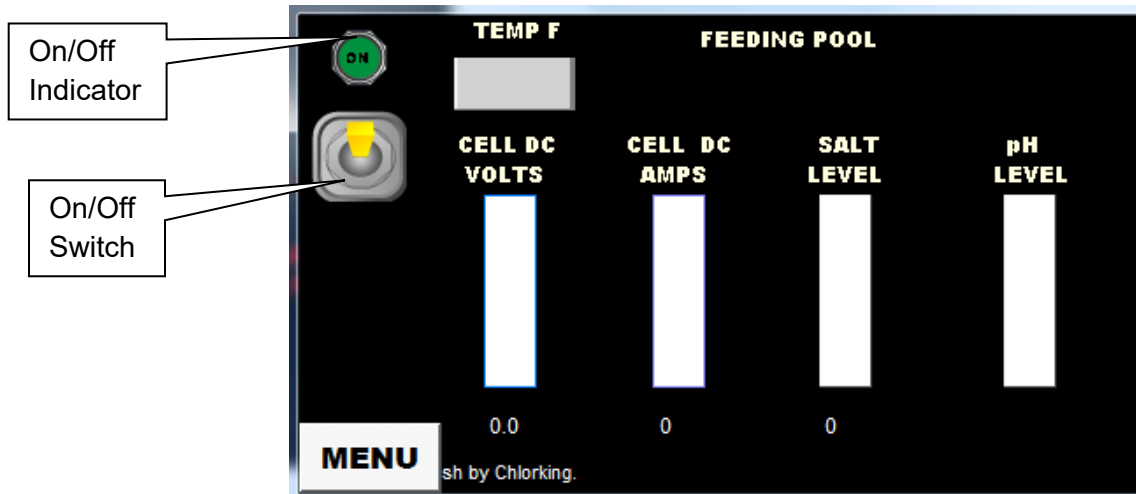 On/Off
Indicator
ON
TEMP F
FEEDING POOL
On/Off
Switch
CELL DC
VOLTS
CELL DC
AMPS
SALT
LEVEL
pH
LEVEL
0.0
0
0
MENU
by Chlorking.